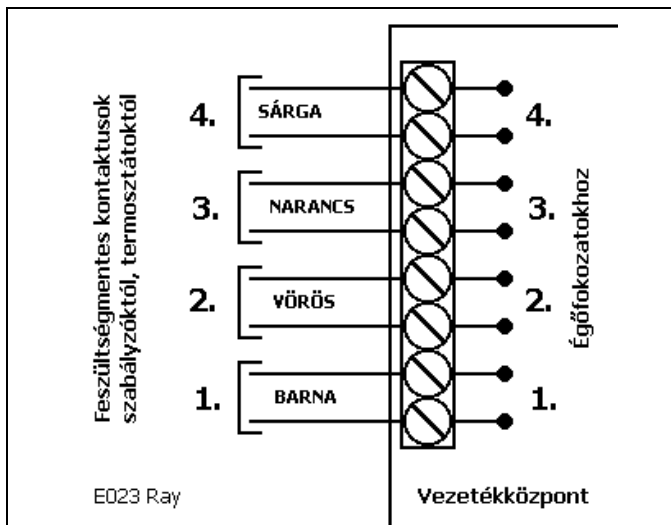 Feszültségmentes kontaktusok
szabályzóktól, termosztátoktól
4.
SÁRGA
4.
3.
NARANCS
3.
2.
VÖRÖS
2.
1.
BARNA
1.
Égőfokozatokhoz
E023 Ray
Vezetékközpont